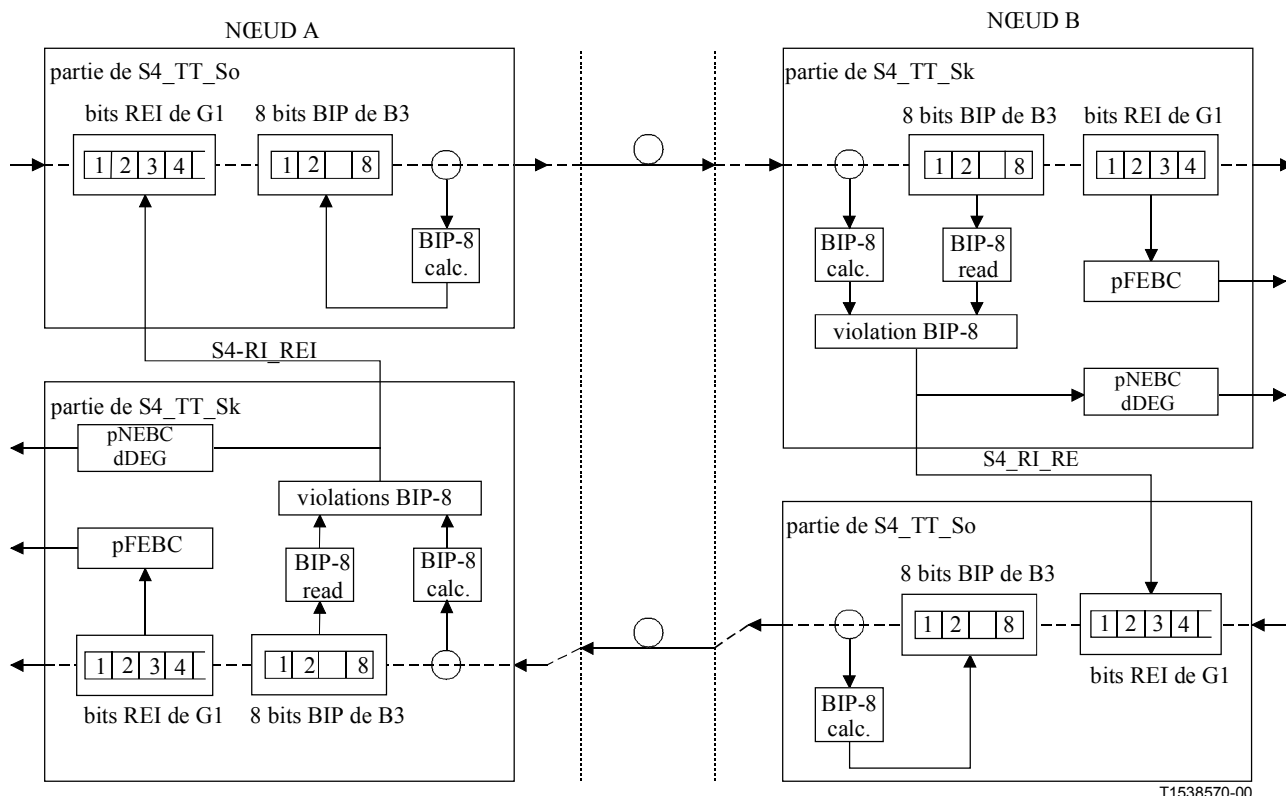 NŒUD A
partie de S4_TT_So
bits REI de G1
8 bits BIP de B3
1 2 3 4
1 2 8
BIP-8
calc.
S4-RI_REI
partie de S4_TT_Sk
pNEBC
dDEG
violations BIP-8
pFEBC
BIP-8
read
BIP-8
calc.
1 2 3 4
1 2 8
bits REI de G1
8 bits BIP de B3
NŒUD B
partie de S4_TT_Sk
8 bits BIP de B3
bits REI de G1
1 2 8
1 2 3 4
BIP-8
calc.
BIP-8
read
pFEBC
violation BIP-8
pNEBC
dDEG
S4_RI_RE
partie de S4_TT_So
8 bits BIP de B3
1 2 8
1 2 3 4
bits REI de G1
BIP-8
calc.
T1538570-00